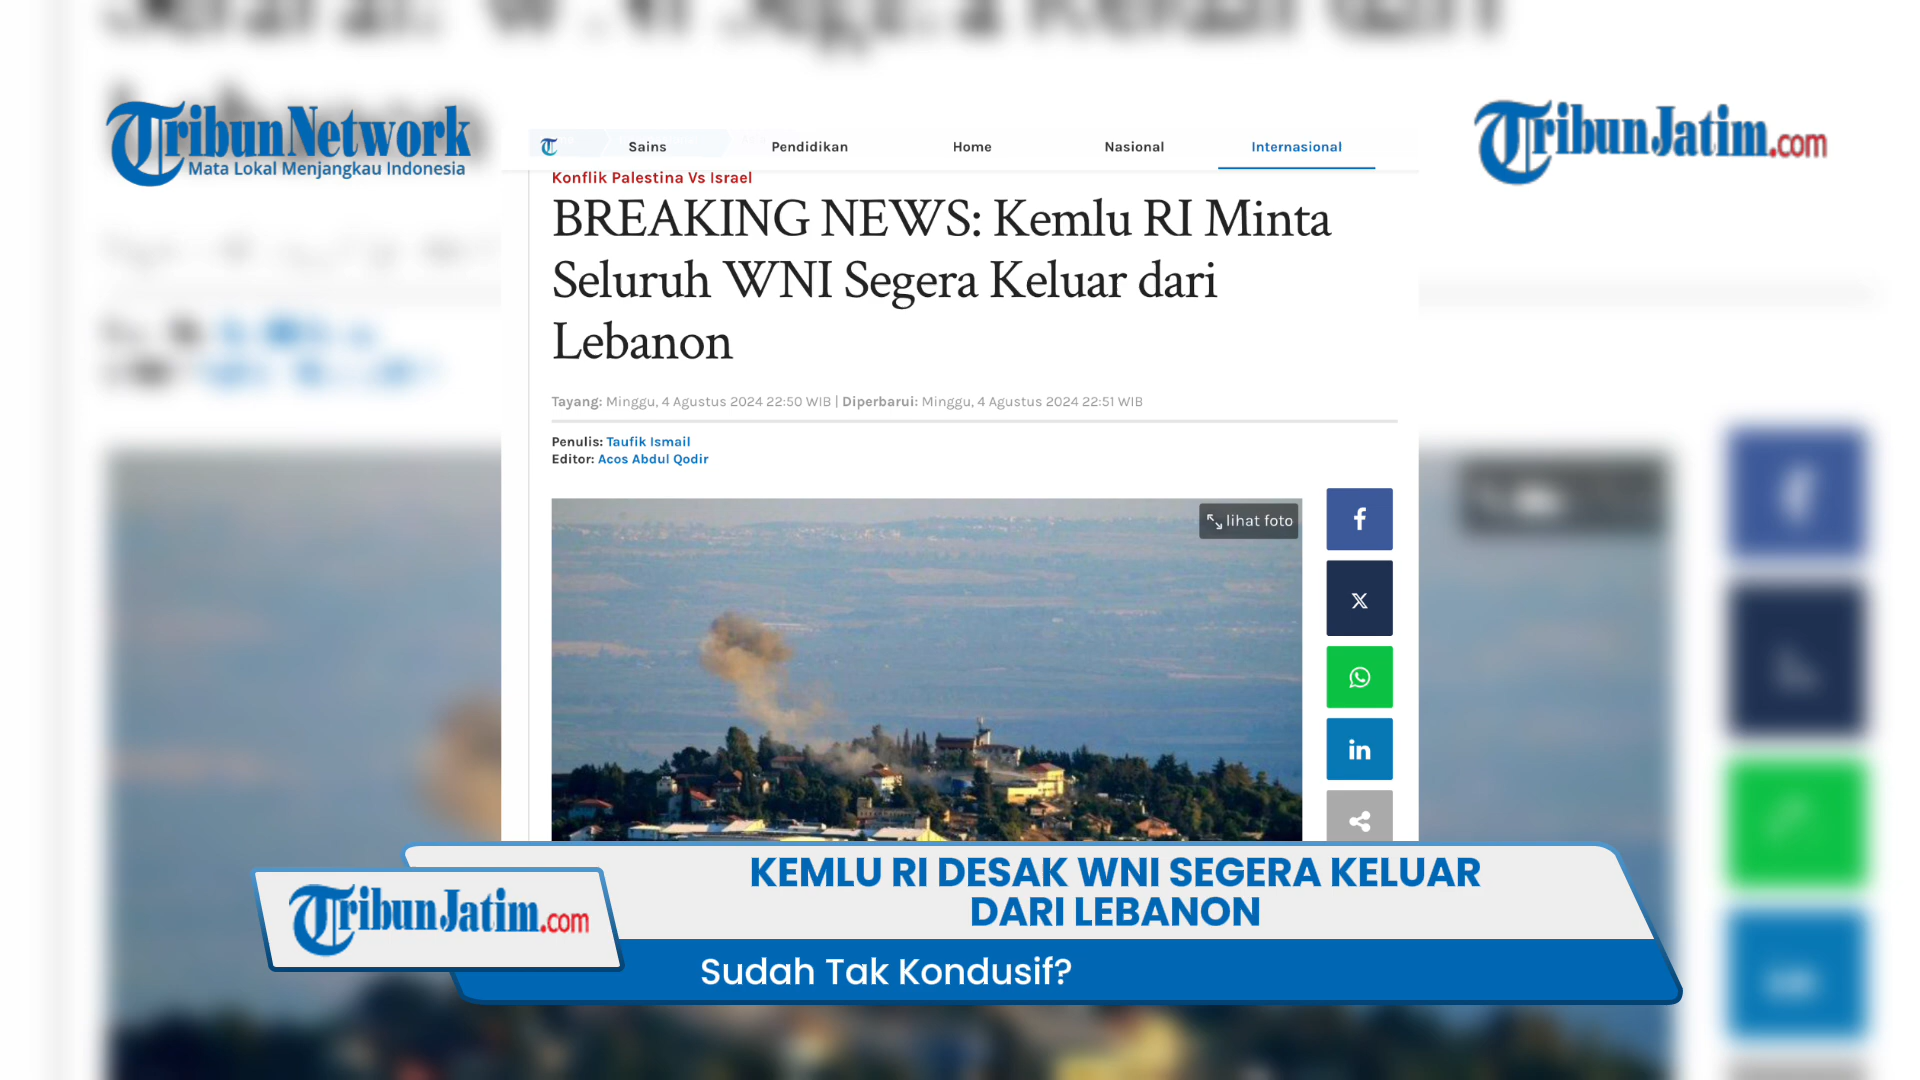 TribunNetwork
Mata Lokal Menjangkau Indonesia
TribunJatim.com
Sains
Pendidikan
Home
Nasional
Internasional
Konflik Palestina Vs Israel
BREAKING NEWS: Kemlu RI Minta
Seluruh WNI Segera Keluar dari
Lebanon
Tayang: Minggu, 4 Agustus 2024 22:50 WIB | Diperbarui: Minggu, 4 Agustus 2024 22:51 WIB
Penulis: Taufik Ismail
Editor: Acos Abdul Qodir
lihat foto
KEMLU RI DESAK WNI SEGERA KELUAR
DARI LEBANON
TribunJatim.com
Sudah Tak Kondusif?